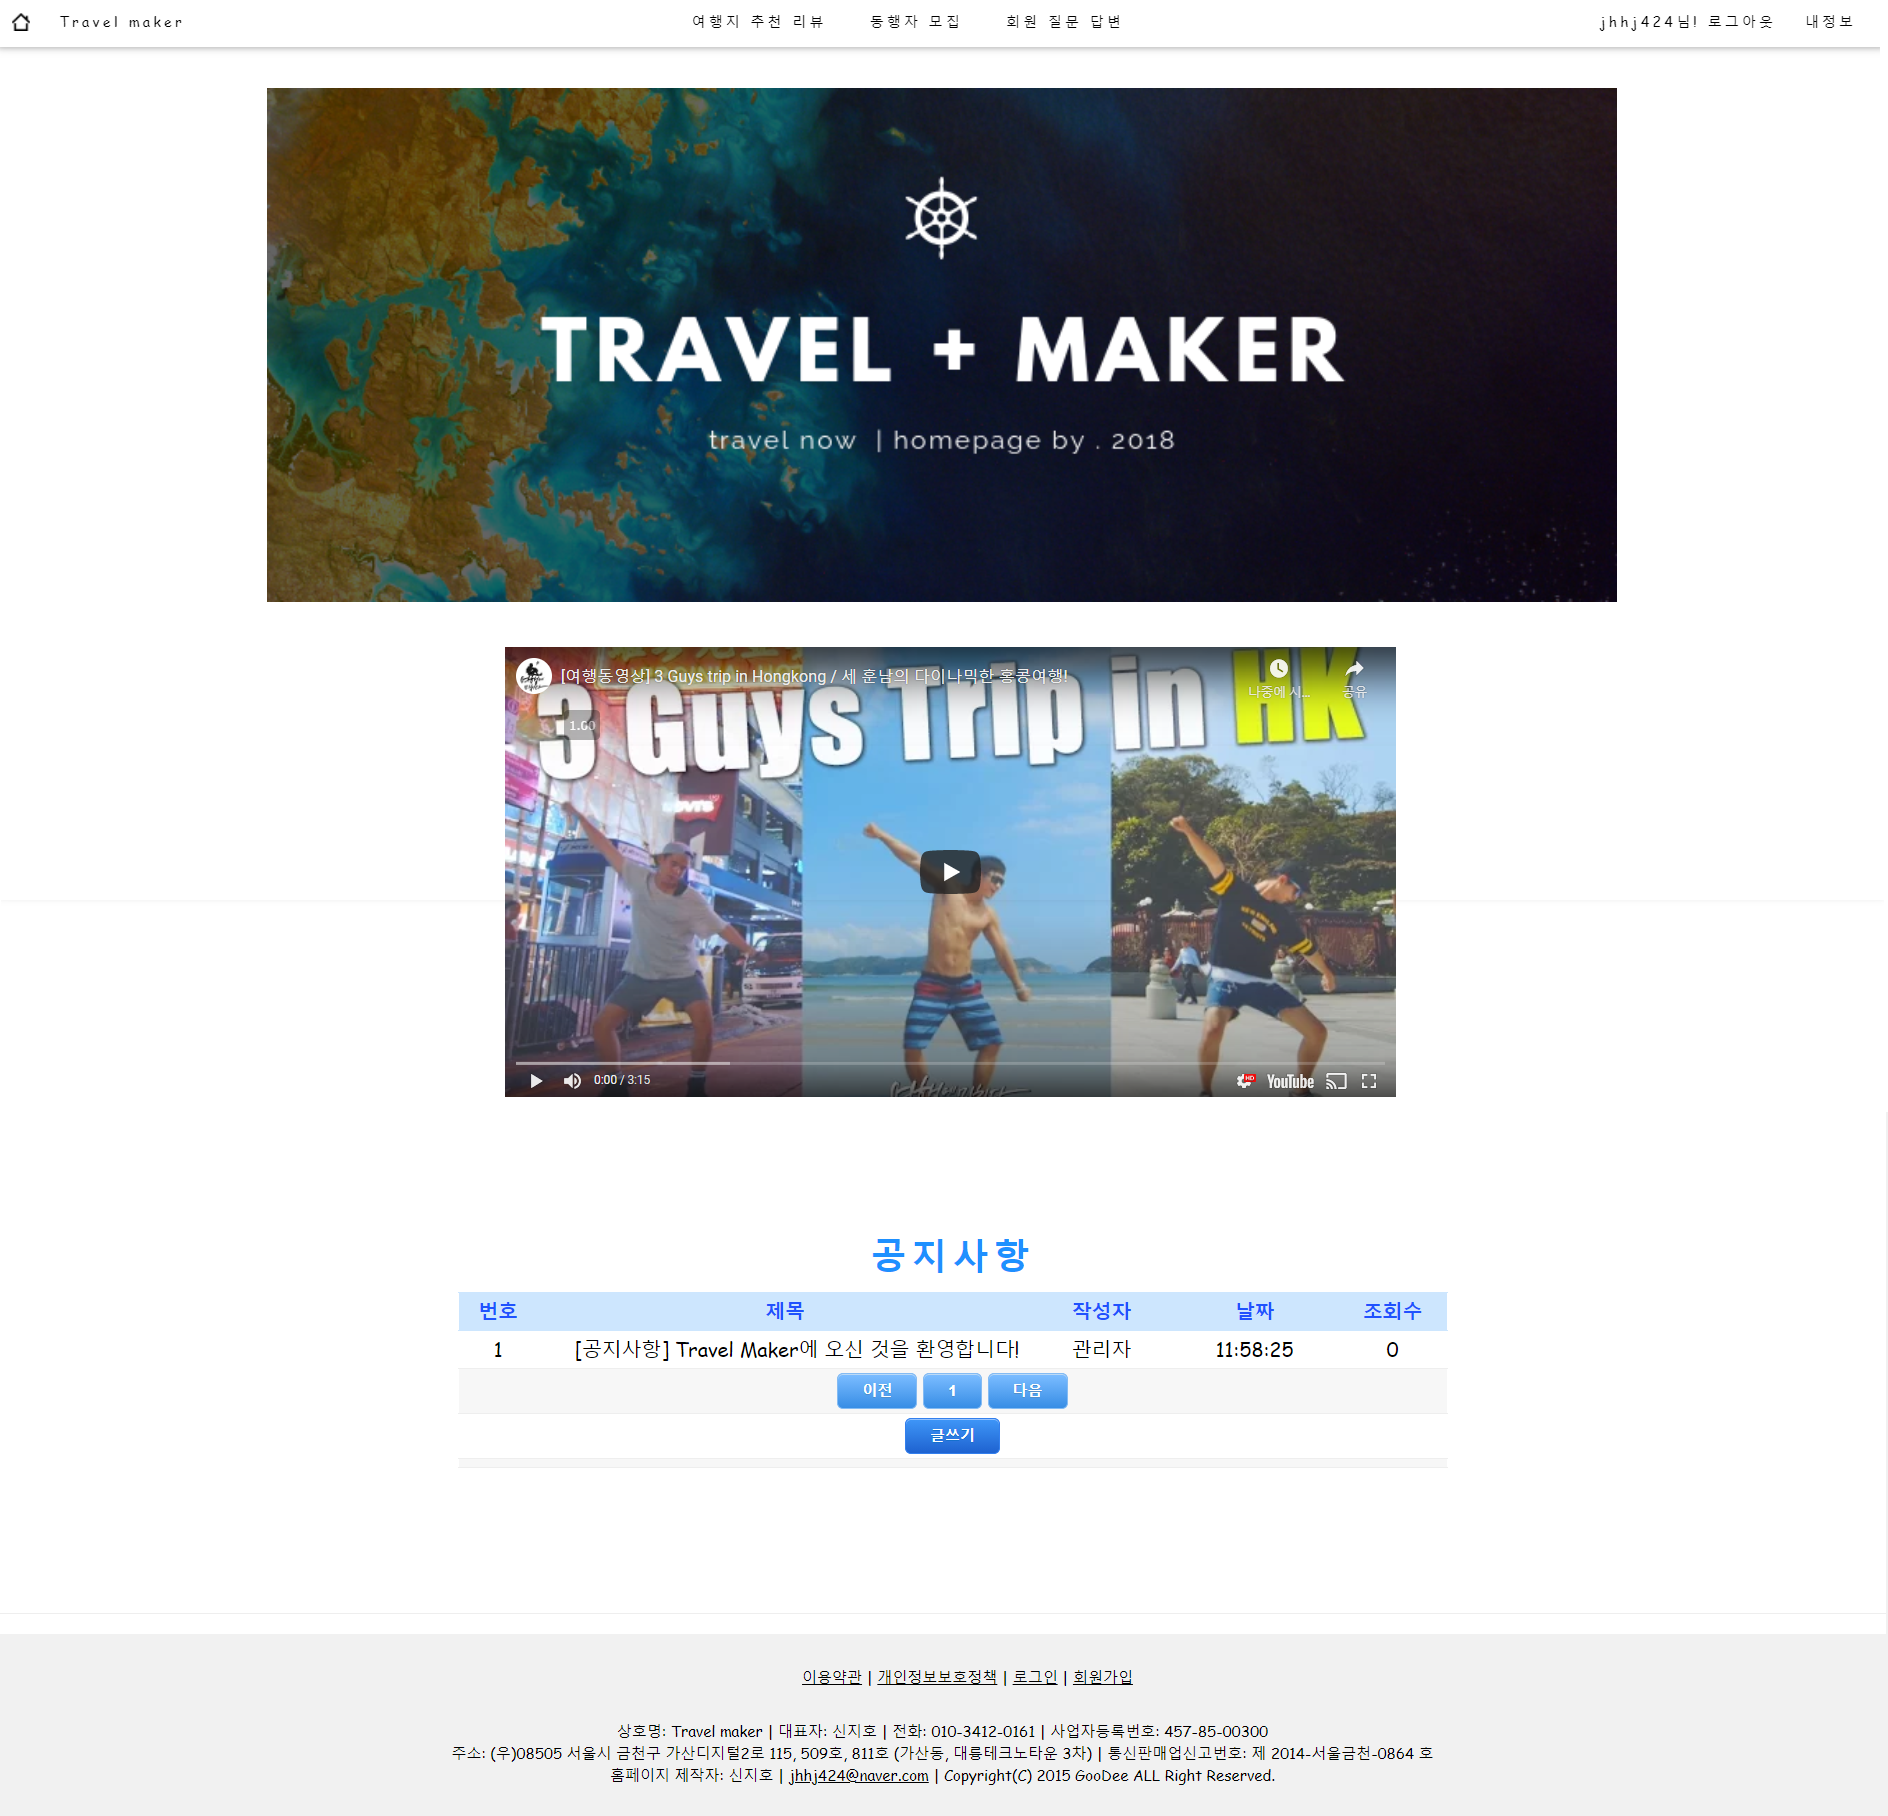 Travel maker 여행지 추천 리뷰 동행자 모집 회원 질문 답변 jhhj424님! 로그아웃 내정보
TRAVEL + MAKER
travel now | homepage by . 2018
[여행동영상] 3 Guys trip in Hongkong / 세 훈남의 다이나믹한 홍콩여행!
나중에 시... 공유
1.00
3 Guys Trip in HK
0:00 / 3:15 HD YouTube
공지사항
번호 제목 작성자 날짜 조회수
1 [공지사항] Travel Maker에 오신 것을 환영합니다! 관리자 11:58:25 0
이전 1 다음
글쓰기
이용약관 | 개인정보보호정책 | 로그인 | 회원가입
상호명: Travel maker | 대표자: 신지호 | 전화: 010-3412-0161 | 사업자등록번호: 457-85-00300
주소: (우)08505 서울시 금천구 가산디지털2로 115, 509호, 811호 (가산동, 대륭테크노타운 3차) | 통신판매업신고번호: 제 2014-서울금천-0864 호
홈페이지 제작자: 신지호 | jhhj424@naver.com | Copyright(C) 2015 GooDee ALL Right Reserved.